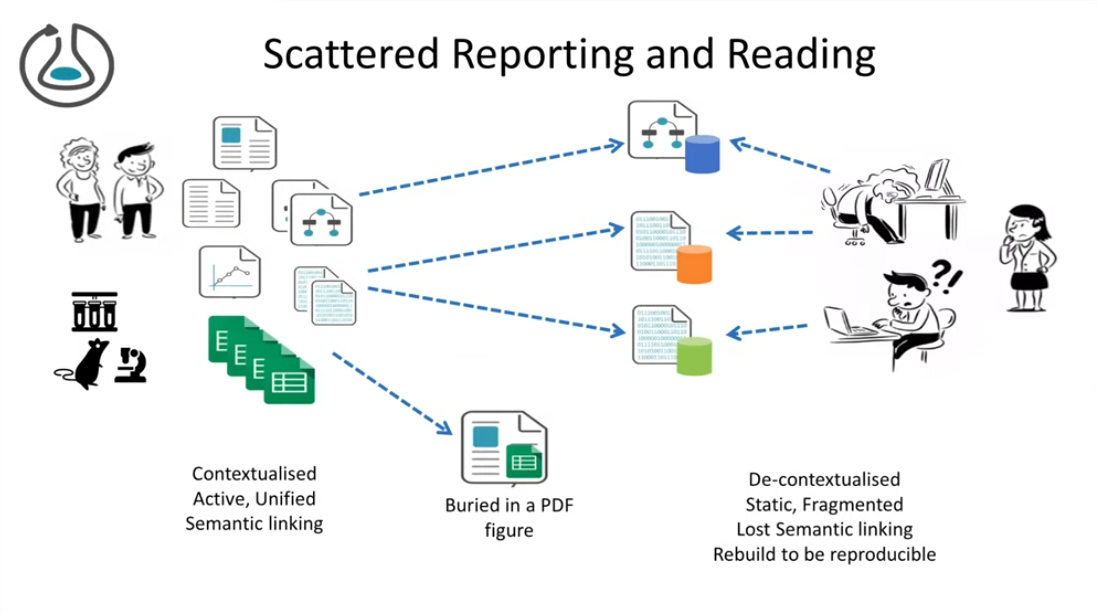 Scattered Reporting and Reading
?!
Contextualised
Active, Unified
Semantic linking
Buried in a PDF
figure
De-contextualised
Static, Fragmented
Lost Semantic linking
Rebuild to be reproducible